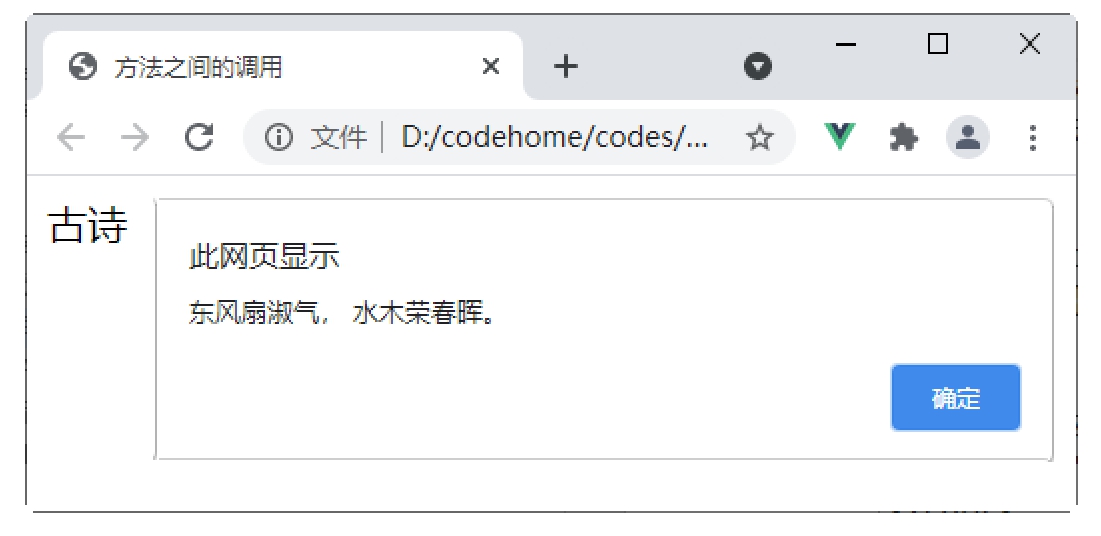 方法之间的调用
文件 D:/codehome/codes/...
古诗
此网页显示
东风扇淑气， 水木荣春晖。
确定